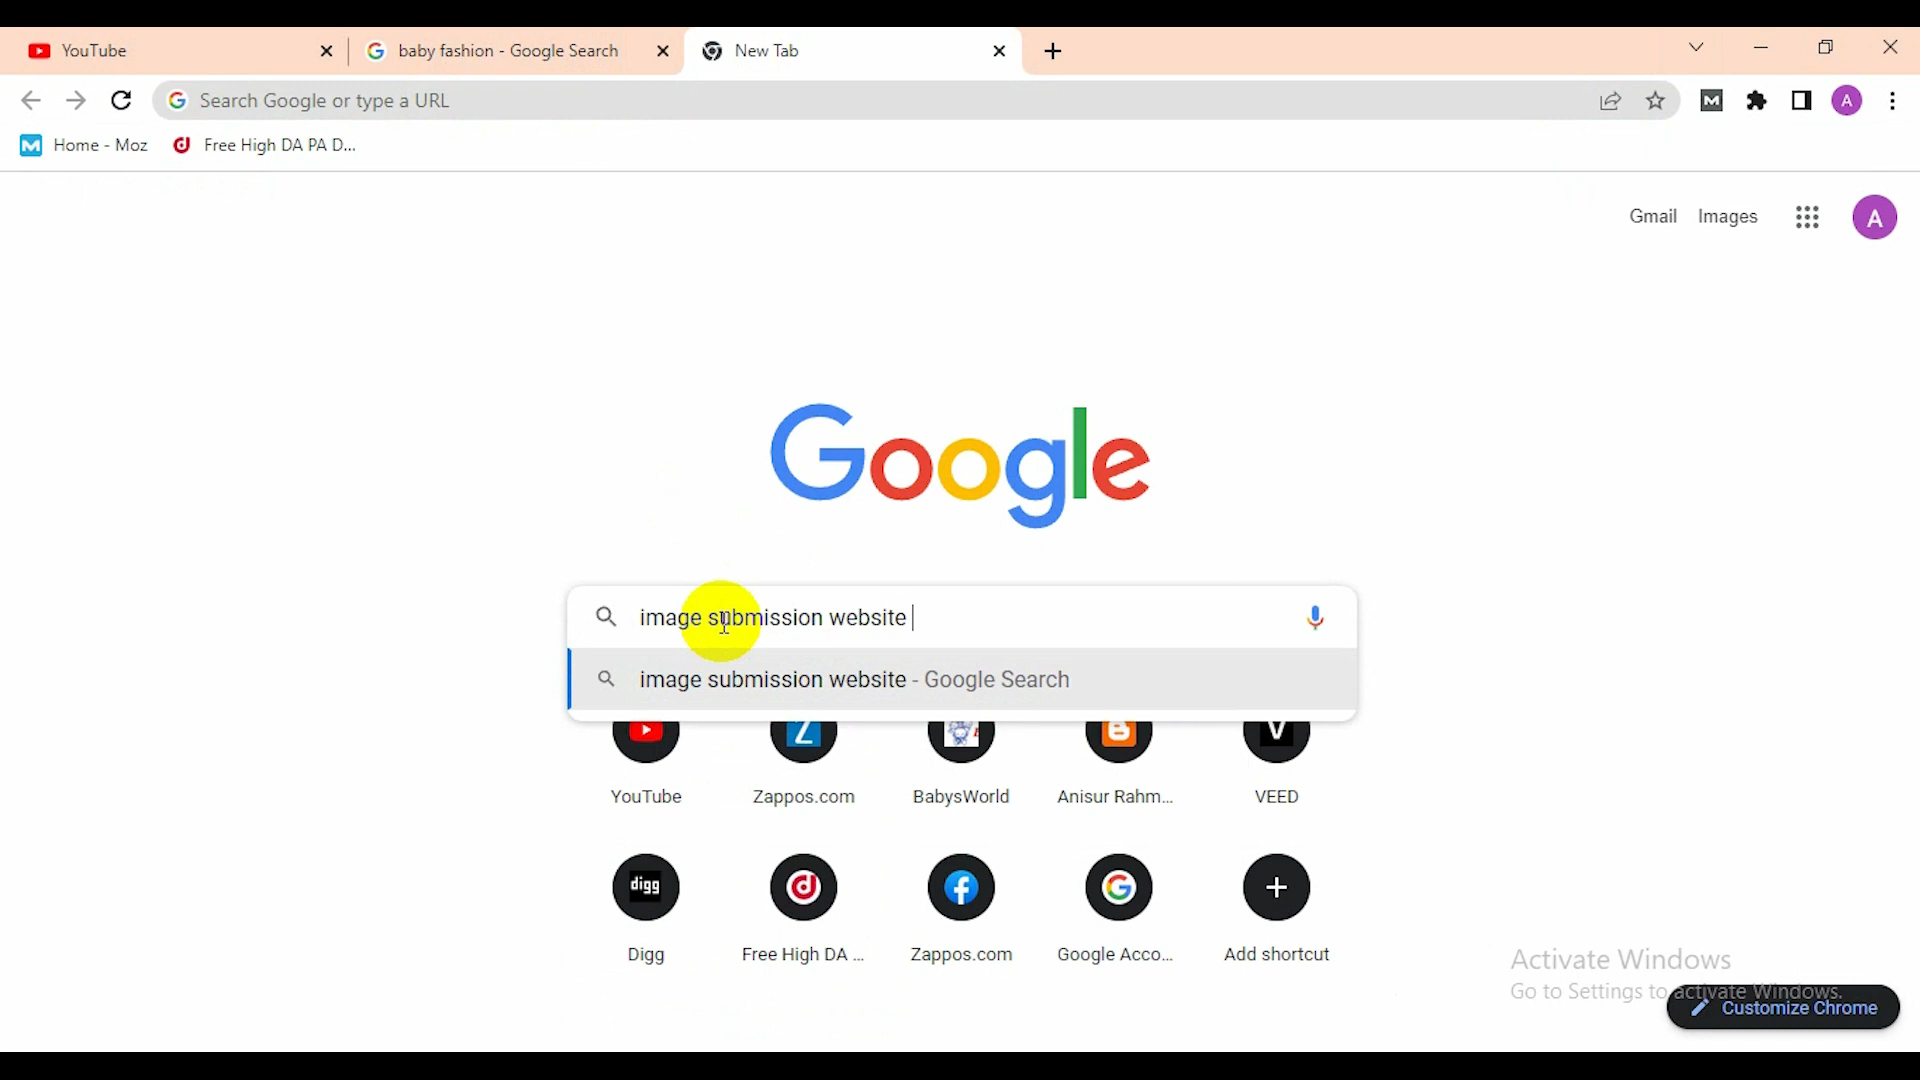 YouTube
baby fashion - Google Search
New Tab
Search Google or type a URL
M
A
Home - Moz
Free High DA PA D...
Gmail
Images
A
Google
image submission website
image submission website - Google Search
YouTube
Zappos.com
BabysWorld
Anisur Rahm...
VEED
digg
Digg
Free High DA ...
Zappos.com
Google Acco...
Add shortcut
Activate Windows
Go to Settings to activate Windows.
Customize Chrome